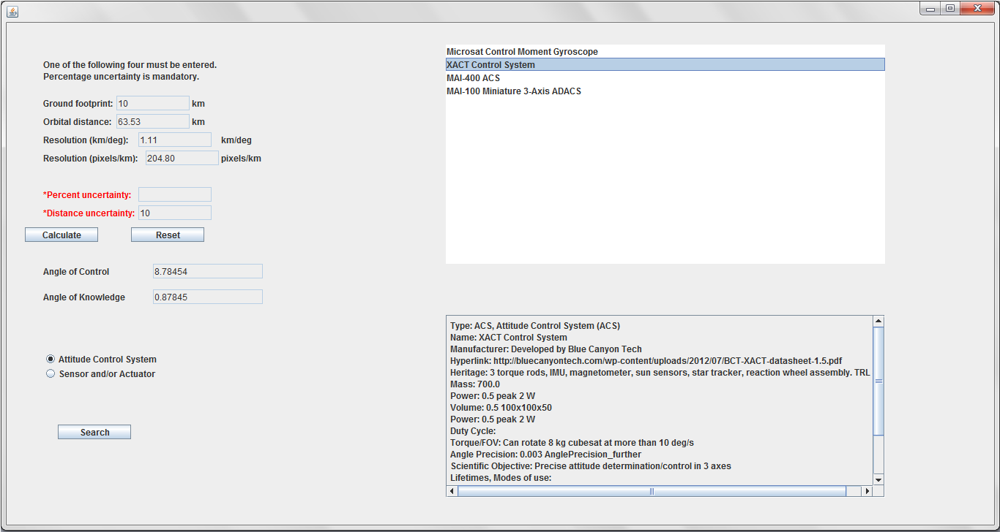 One of the following four must be entered.
Percentage uncertainty is mandatory.
Ground footprint: 10 km
Orbital distance: 63.53 km
Resolution (km/deg): 1.11 km/deg
Resolution (pixels/km): 204.80 pixels/km
*Percent uncertainty:
*Distance uncertainty: 10
Calculate Reset
Angle of Control 8.78454
Angle of Knowledge 0.87845
Attitude Control System
Sensor and/or Actuator
Search
Microsat Control Moment Gyroscope
XACT Control System
MAI-400 ACS
MAI-100 Miniature 3-Axis ADACS
Type: ACS, Attitude Control System (ACS)
Name: XACT Control System
Manufacturer: Developed by Blue Canyon Tech
Hyperlink: http://bluecanyontech.com/wp-content/uploads/2012/07/BCT-XACT-datasheet-1.5.pdf
Heritage: 3 torque rods, IMU, magnetometer, sun sensors, star tracker, reaction wheel assembly. TRL
Mass: 700.0
Power: 0.5 peak 2 W
Volume: 0.5 100x100x50
Power: 0.5 peak 2 W
Duty Cycle:
Torque/FOV: Can rotate 8 kg cubesat at more than 10 deg/s
Angle Precision: 0.003 AnglePrecision_further
Scientific Objective: Precise attitude determination/control in 3 axes
Lifetimes, Modes of use: